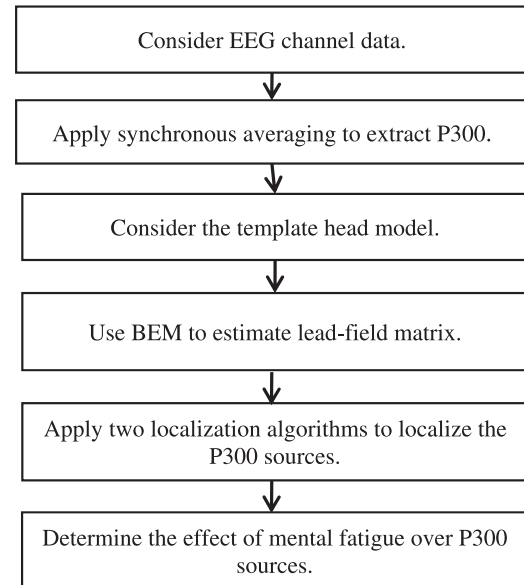 Consider EEG channel data.
Apply synchronous averaging to extract P300.
Consider the template head model.
Use BEM to estimate lead-field matrix.
Apply two localization algorithms to localize the
P300 sources.
Determine the effect of mental fatigue over P300
sources.